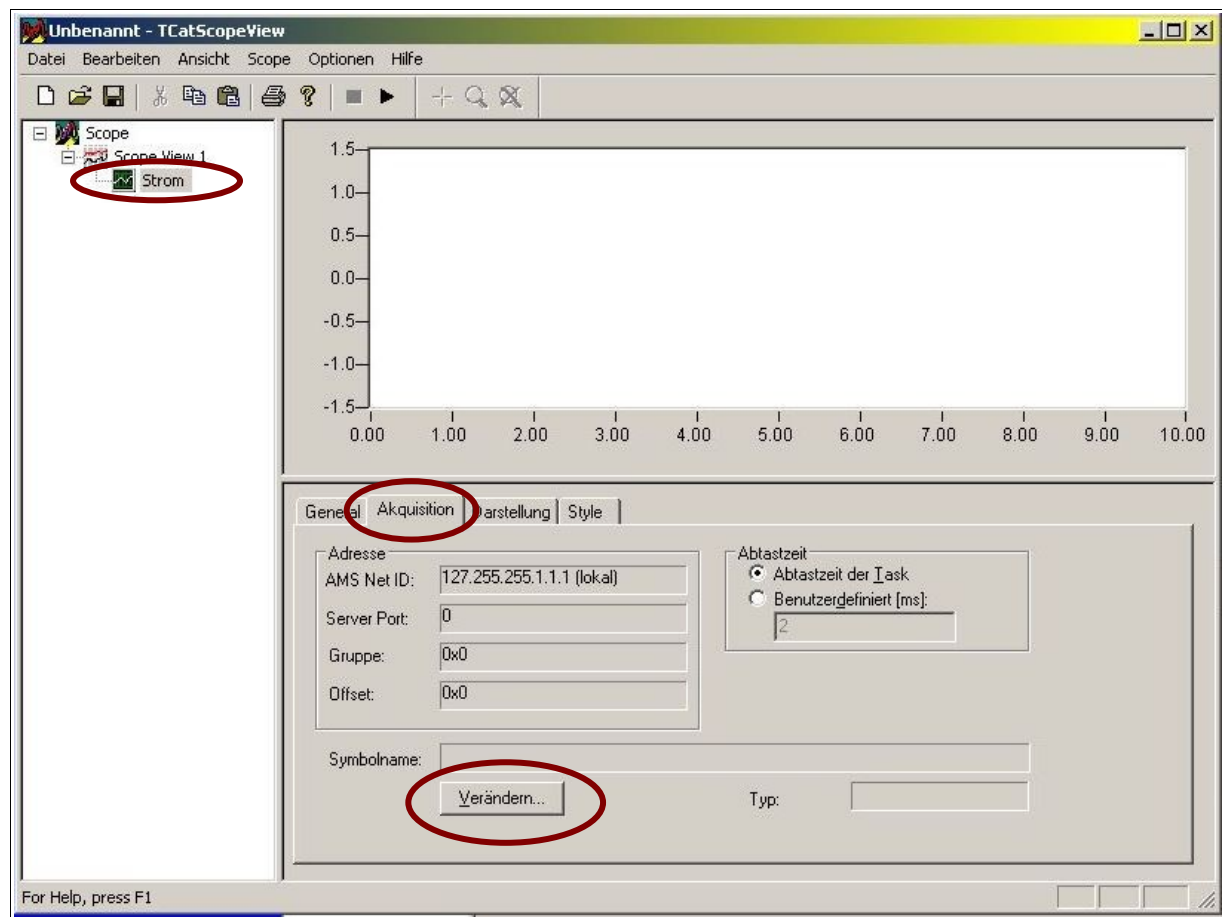 Unbenannt - TCatScopeView
Datei Bearbeiten Ansicht Scope Optionen Hilfe
Scope
Scope View 1
Strom
1.5
1.0
0.5
0.0
-0.5
-1.0
-1.5
0.00 1.00 2.00 3.00 4.00 5.00 6.00 7.00 8.00 9.00 10.00
General Akquisition Darstellung Style
Adresse
AMS Net ID: 127.255.255.1.1.1 (lokal)
Server Port: 0
Gruppe: 0x0
Offset: 0x0
Abtastzeit
Abtastzeit der Task
Benutzerdefiniert [ms]:
2
Symbolname:
Verändern...
Typ:
For Help, press F1